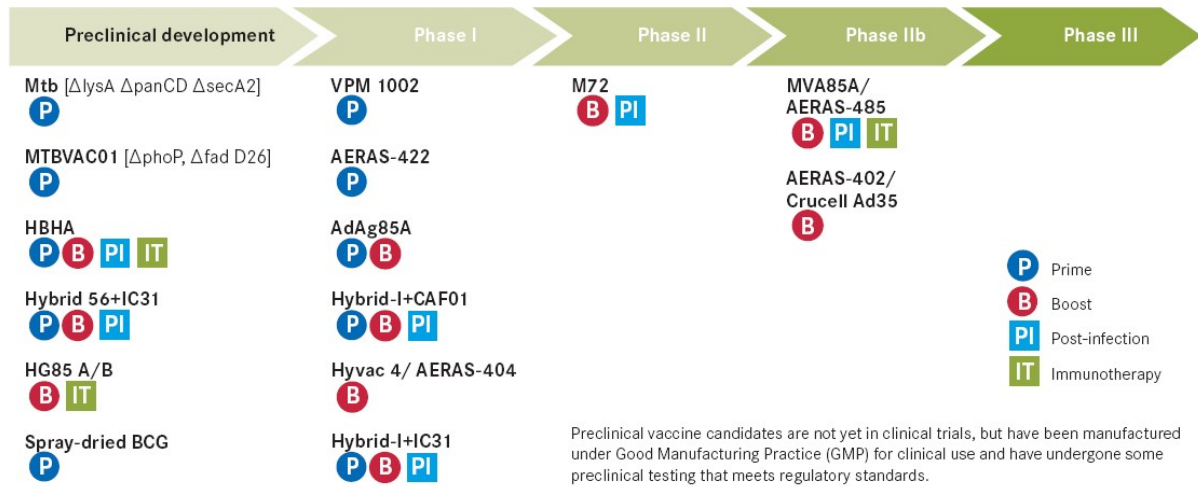 Preclinical development
Phase I
Phase II
Phase IIb
Phase III
Mtb [ΔlysA ΔpanCD ΔsecA2]
P
MTBVAC01 [ΔphoP, Δfad D26]
P
HBHA
P B PI IT
Hybrid 56+IC31
P B PI
HG85 A/B
B IT
Spray-dried BCG
P
VPM 1002
P
AERAS-422
P
AdAg85A
P B
Hybrid-I+CAF01
P B PI
Hyvac 4/ AERAS-404
B
Hybrid-I+IC31
P B PI
M72
B PI
MVA85A/
AERAS-485
B PI IT
AERAS-402/
Crucell Ad35
B
P Prime
B Boost
PI Post-infection
IT Immunotherapy
Preclinical vaccine candidates are not yet in clinical trials, but have been manufactured
under Good Manufacturing Practice (GMP) for clinical use and have undergone some
preclinical testing that meets regulatory standards.